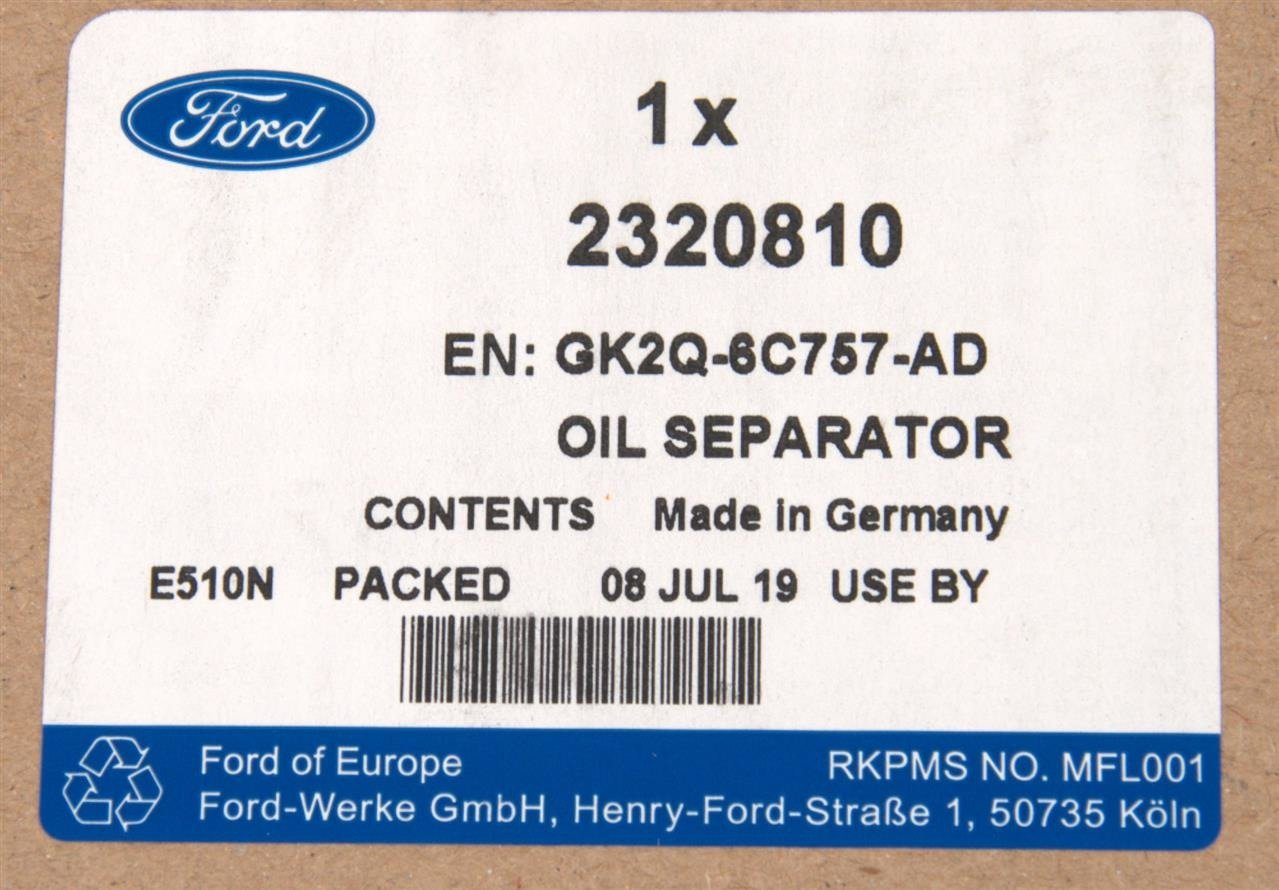 Ford
1 x
2320810
EN: GK2Q-6C757-AD
OIL SEPARATOR
CONTENTS Made in Germany
E510N PACKED 08 JUL 19 USE BY
Ford of Europe RKPMS NO. MFL001
Ford-Werke GmbH, Henry-Ford-Straße 1, 50735 Köln